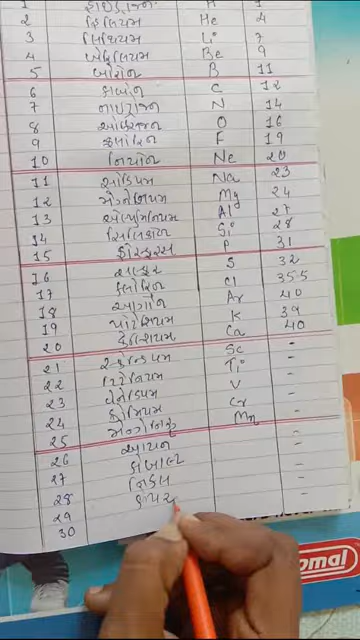 1 હાઇડ્રોજન H 1
2 હિલિયમ He 4
3 લિથિયમ Li 7
4 બેરિલિયમ Be 9
5 બોરોન B 11
6 કાર્બન C 12
7 નાઇટ્રોજન N 14
8 ઓક્સિજન O 16
9 ફ્લોરિન F 19
10 નિયોન Ne 20
11 સોડિયમ Na 23
12 મેગ્નેશિયમ Mg 24
13 એલ્યુમિનિયમ Al 27
14 સિલિકોન Si 28
15 ફોસ્ફરસ P 31
16 સલ્ફર S 32
17 ક્લોરિન Cl 35.5
18 આર્ગોન Ar 40
19 પોટેશિયમ K 39
20 કેલ્શિયમ Ca 40
21 સ્કેન્ડિયમ Sc -
22 ટિટેનિયમ Ti -
23 વેનેડિયમ V -
24 ક્રોમિયમ Cr -
25 મેંગેનીઝ Mn -
26 આયર્ન -
27 કોબાલ્ટ -
28 નિકલ -
29 કોપર -
30
omal